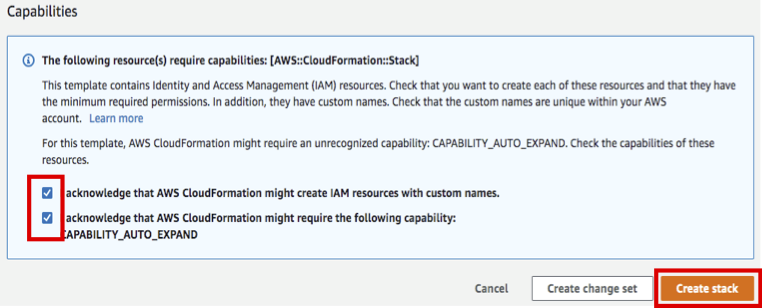 Capabilities
The following resource(s) require capabilities: [AWS::CloudFormation::Stack]
This template contains Identity and Access Management (IAM) resources. Check that you want to create each of these resources and that they have
the minimum required permissions. In addition, they have custom names. Check that the custom names are unique within your AWS
account. Learn more
For this template, AWS CloudFormation might require an unrecognized capability: CAPABILITY_AUTO_EXPAND. Check the capabilities of these
resources.
acknowledge that AWS CloudFormation might create IAM resources with custom names.
acknowledge that AWS CloudFormation might require the following capability:
CAPABILITY_AUTO_EXPAND
Cancel Create change set Create stack